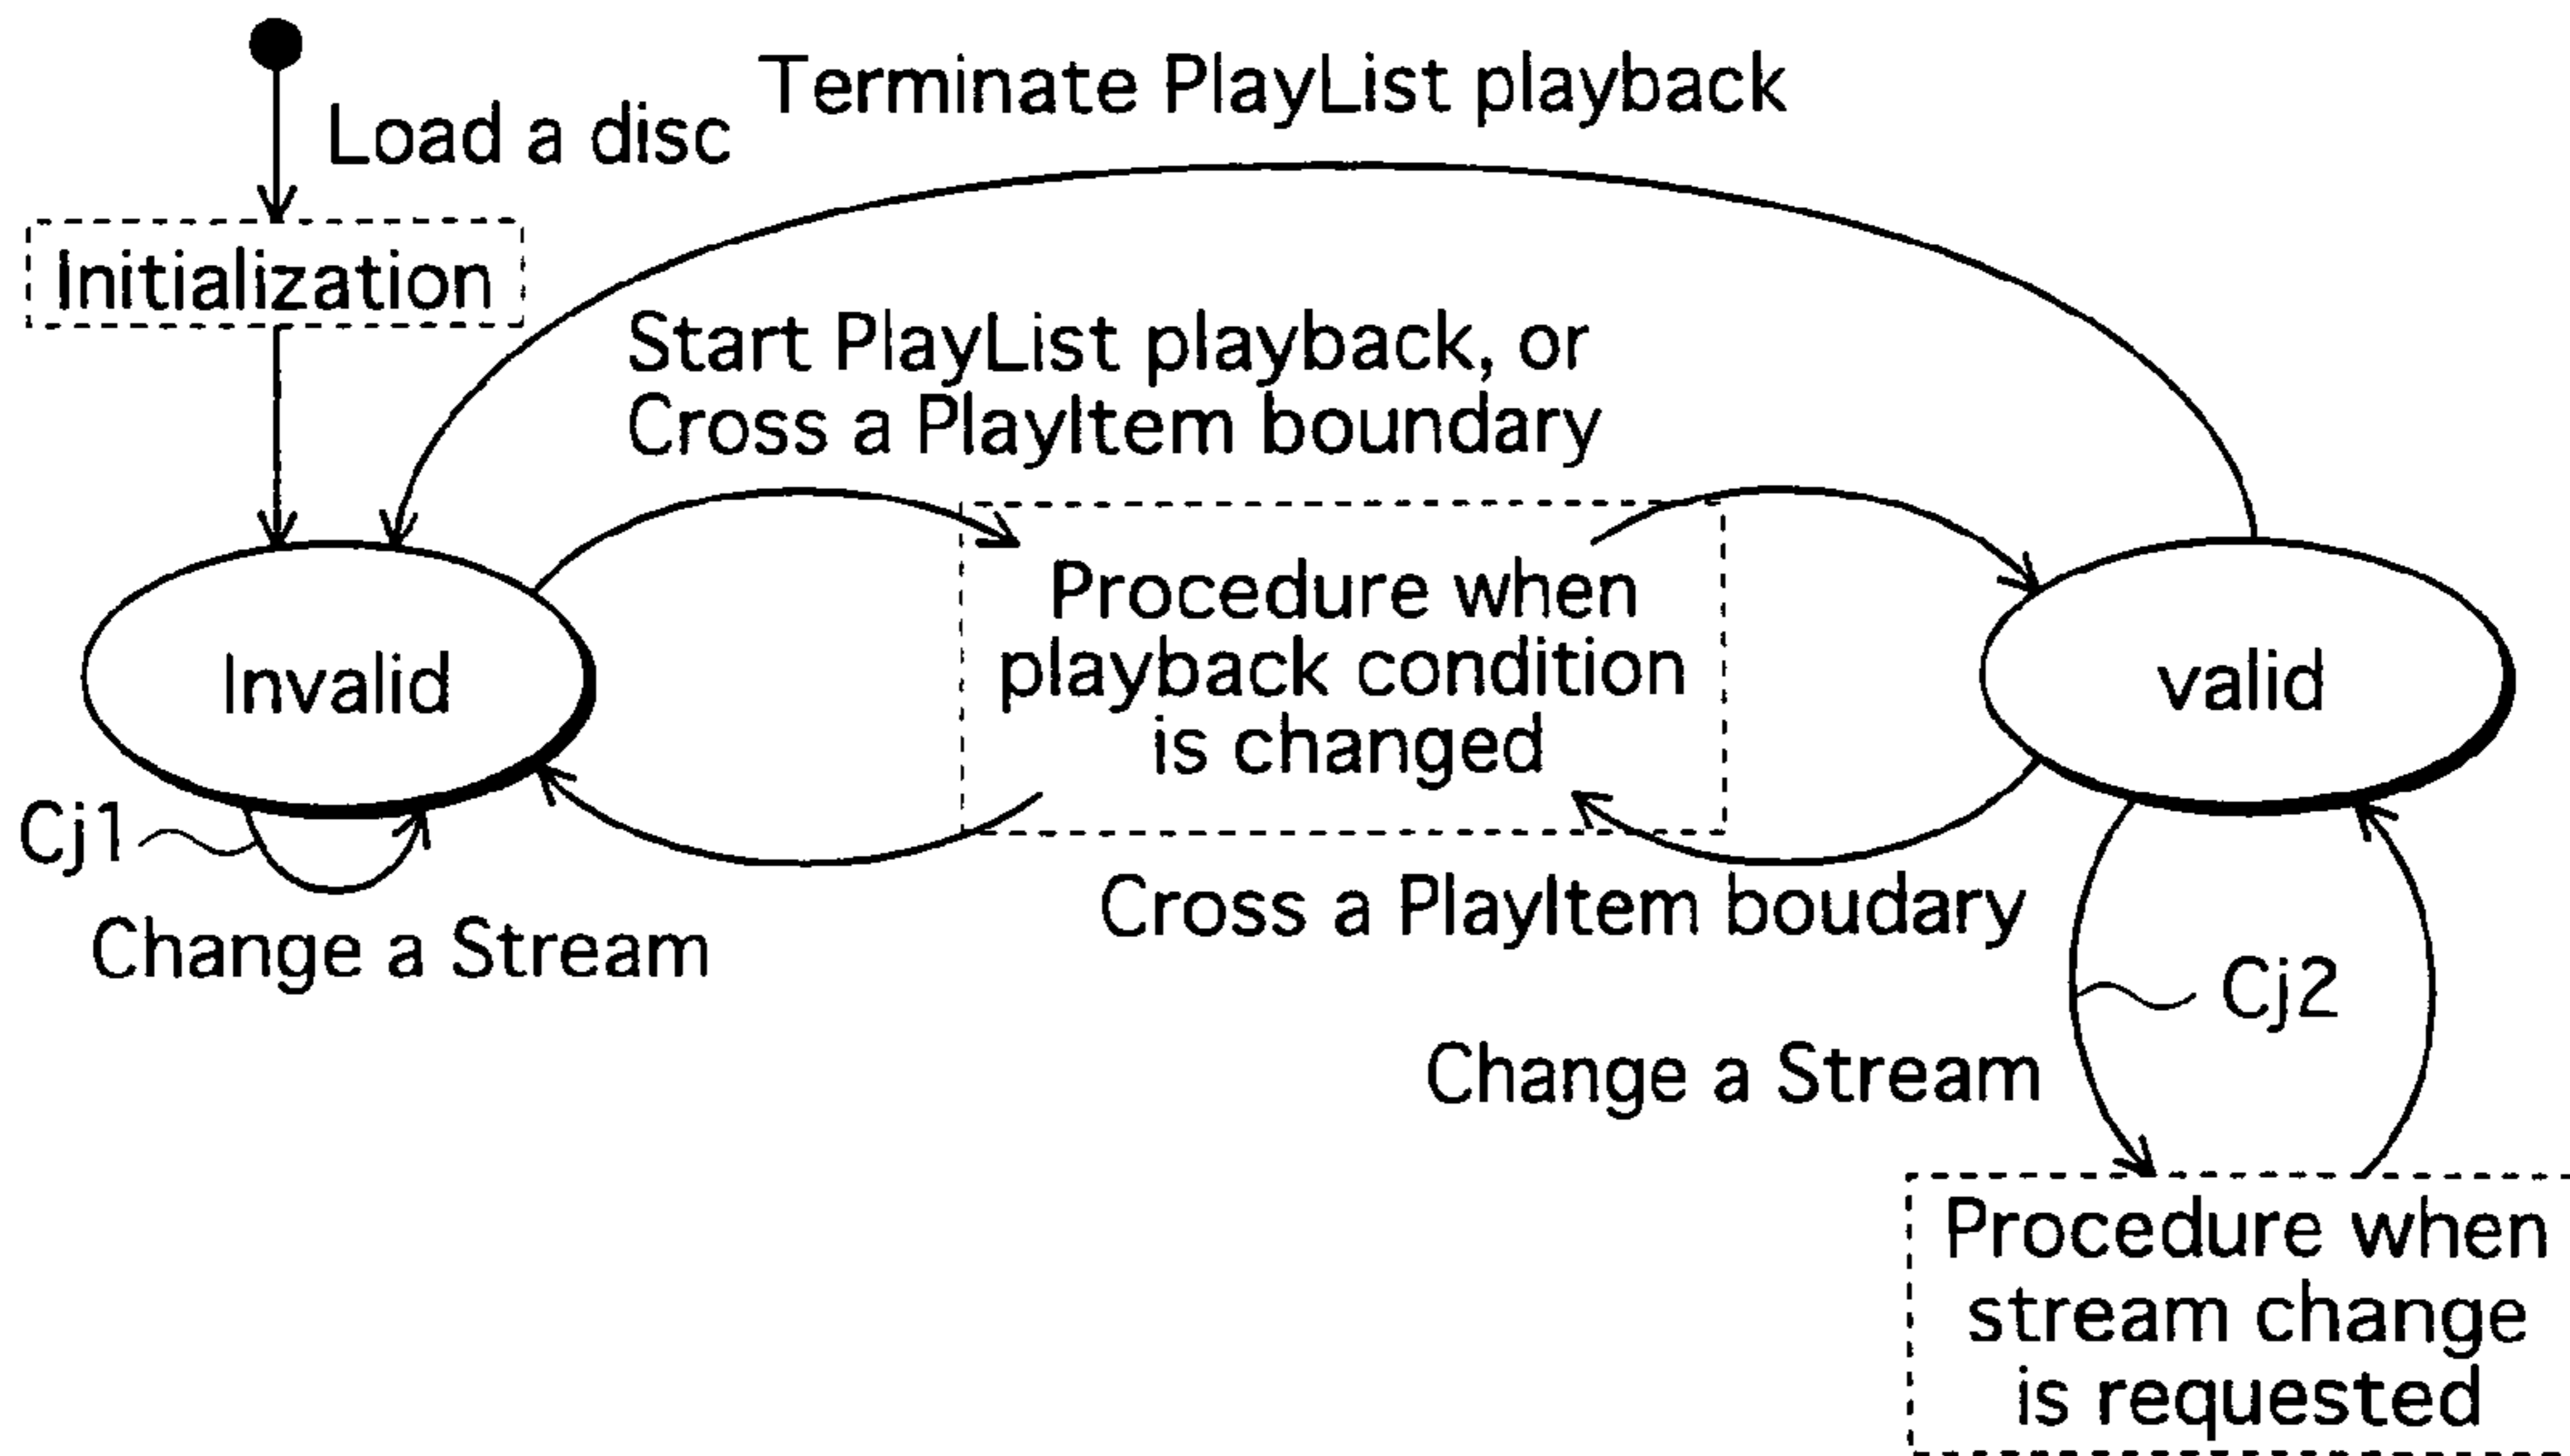 Terminate PlayList playback
Load a disc
Initialization
Start PlayList playback, or
Cross a PlayItem boundary
Procedure when
playback condition
is changed
Invalid
valid
Cj1
Change a Stream
Cross a PlayItem boudary
Cj2
Change a Stream
Procedure when
stream change
is requested